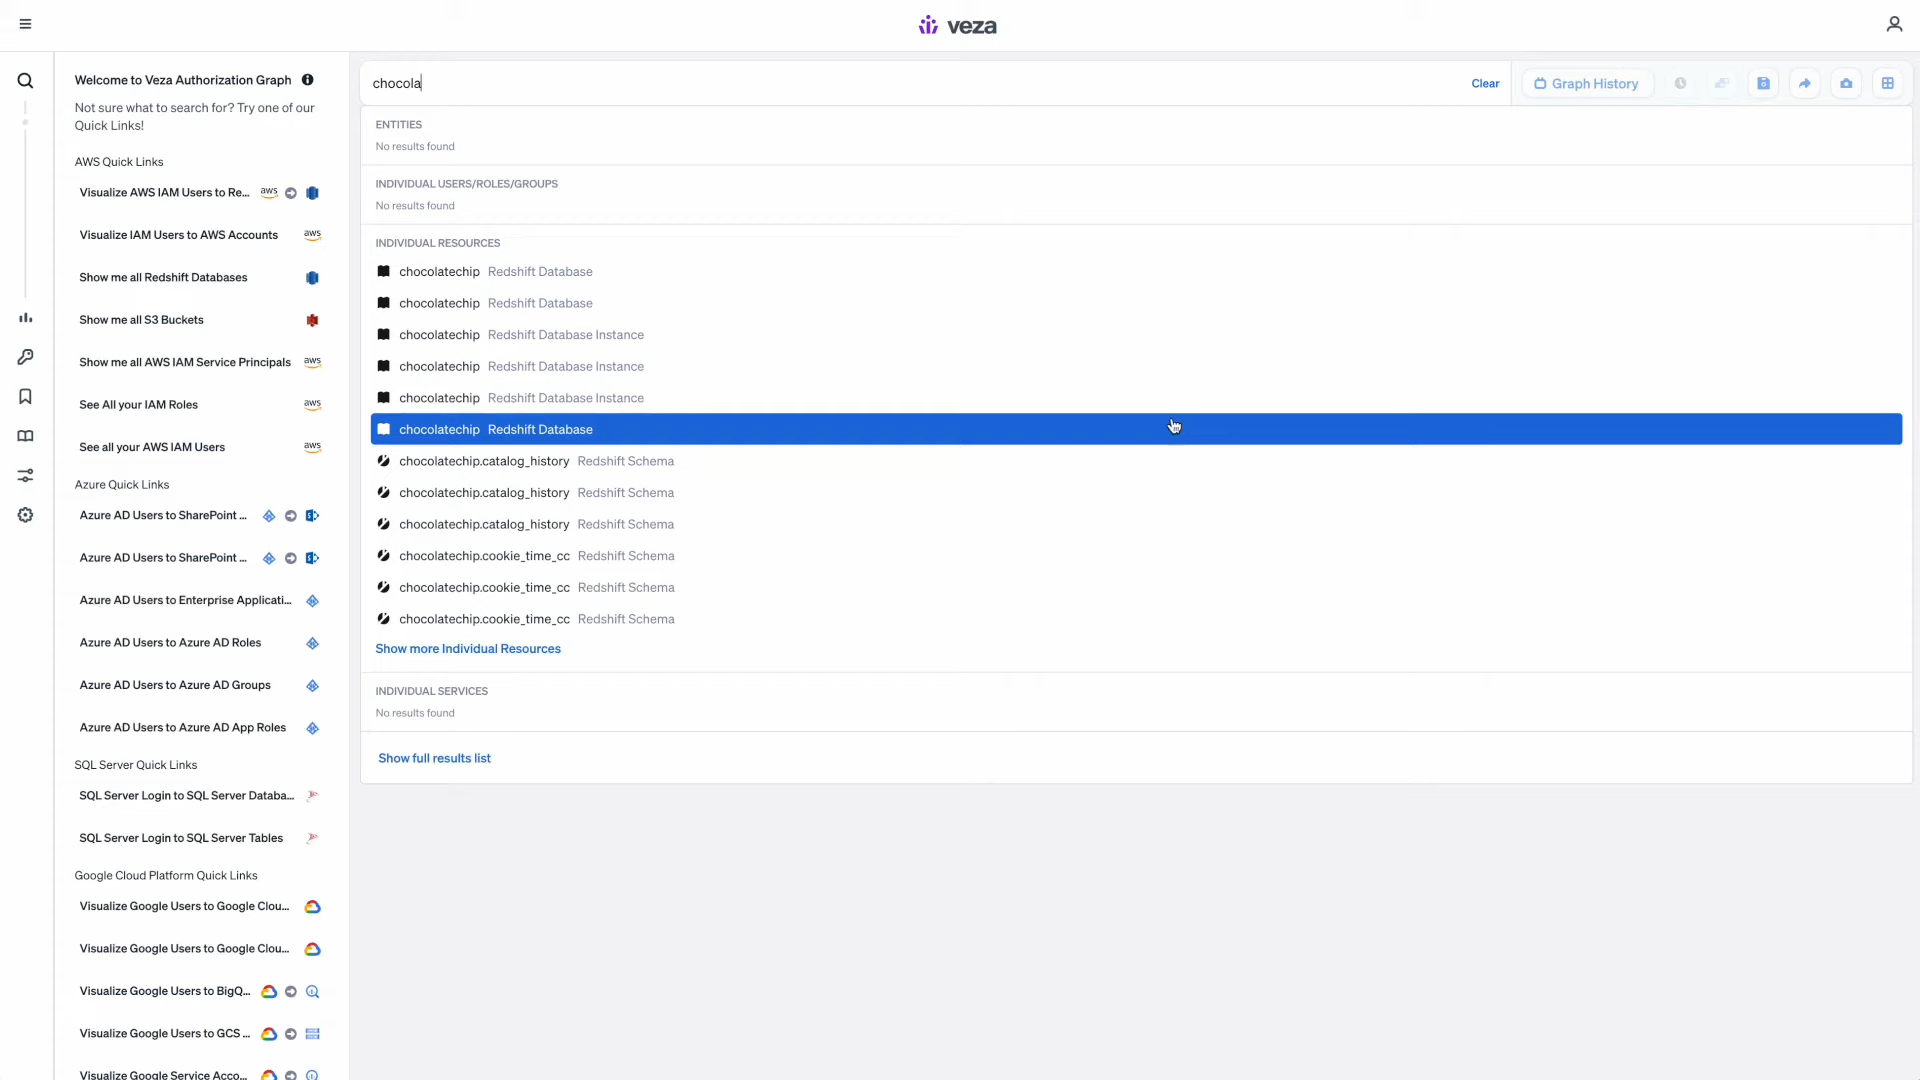 veza
Welcome to Veza Authorization Graph
Not sure what to search for? Try one of our
Quick Links!
AWS Quick Links
Visualize AWS IAM Users to Re...
aws
Visualize IAM Users to AWS Accounts
aws
Show me all Redshift Databases
Show me all S3 Buckets
Show me all AWS IAM Service Principals
aws
See All your IAM Roles
aws
See all your AWS IAM Users
aws
Azure Quick Links
Azure AD Users to SharePoint ...
Azure AD Users to SharePoint ...
Azure AD Users to Enterprise Applicati...
Azure AD Users to Azure AD Roles
Azure AD Users to Azure AD Groups
Azure AD Users to Azure AD App Roles
SQL Server Quick Links
SQL Server Login to SQL Server Databa...
SQL Server Login to SQL Server Tables
Google Cloud Platform Quick Links
Visualize Google Users to Google Clou...
Visualize Google Users to Google Clou...
Visualize Google Users to BigQ...
Visualize Google Users to GCS ...
Visualize Google Service Acco...
chocola
Clear
Graph History
ENTITIES
No results found
INDIVIDUAL USERS/ROLES/GROUPS
No results found
INDIVIDUAL RESOURCES
chocolatechip Redshift Database
chocolatechip Redshift Database
chocolatechip Redshift Database Instance
chocolatechip Redshift Database Instance
chocolatechip Redshift Database Instance
chocolatechip Redshift Database
chocolatechip.catalog_history Redshift Schema
chocolatechip.catalog_history Redshift Schema
chocolatechip.catalog_history Redshift Schema
chocolatechip.cookie_time_cc Redshift Schema
chocolatechip.cookie_time_cc Redshift Schema
chocolatechip.cookie_time_cc Redshift Schema
Show more Individual Resources
INDIVIDUAL SERVICES
No results found
Show full results list